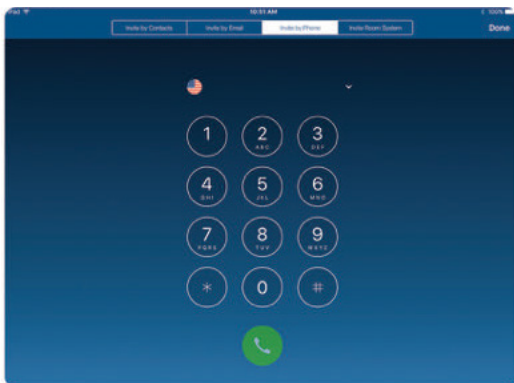 iPad 10:51 AM 100%
Invite by Contacts Invite by Email Invite by Phone Invite Room System Done
1 2 3
ABC DEF
4 5 6
GHI JKL MNO
7 8 9
PQRS TUV WXYZ
* 0 #